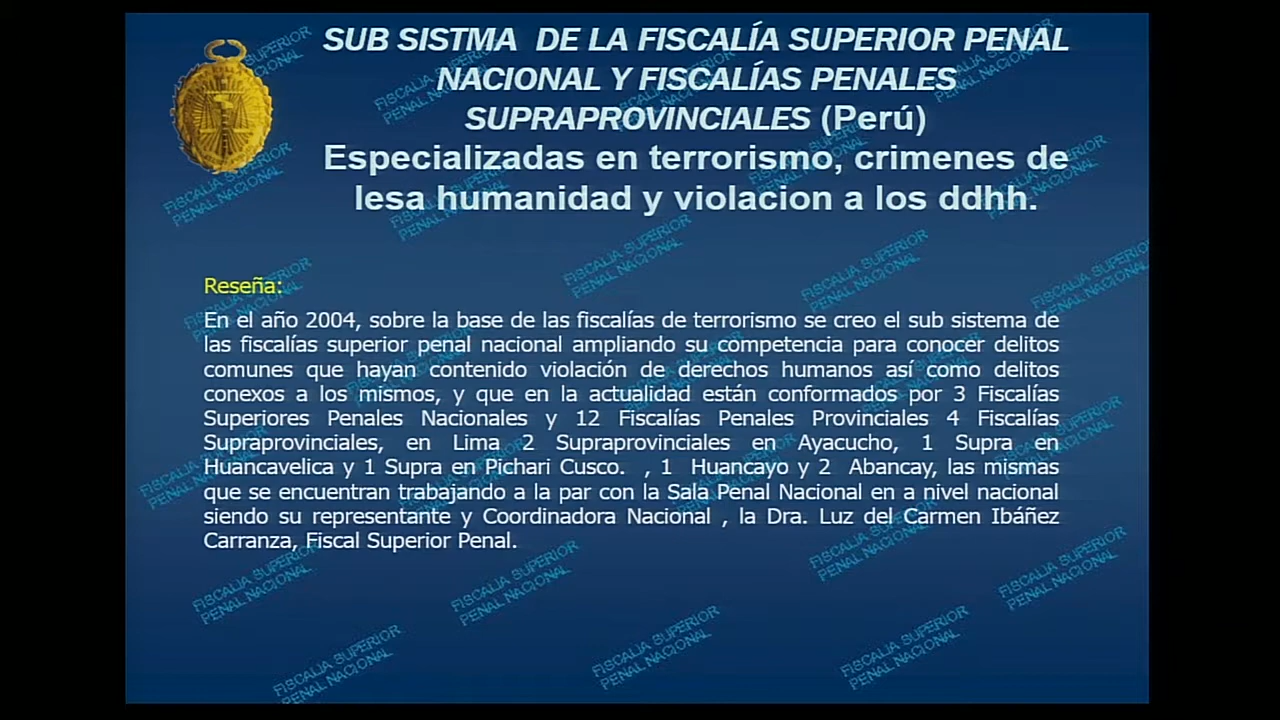 SUB SISTMA DE LA FISCALÍA SUPERIOR PENAL
NACIONAL Y FISCALÍAS PENALES
SUPRAPROVINCIALES (Perú)
Especializadas en terrorismo, crimenes de
lesa humanidad y violacion a los ddhh.
Reseña:
En el año 2004, sobre la base de las fiscalías de terrorismo se creo el sub sistema de
las fiscalías superior penal nacional ampliando su competencia para conocer delitos
comunes que hayan contenido violación de derechos humanos así como delitos
conexos a los mismos, y que en la actualidad están conformados por 3 Fiscalías
Superiores Penales Nacionales y 12 Fiscalías Penales Provinciales 4 Fiscalías
Supraprovinciales, en Lima 2 Supraprovinciales en Ayacucho, 1 Supra en
Huancavelica y 1 Supra en Pichari Cusco. , 1 Huancayo y 2 Abancay, las mismas
que se encuentran trabajando a la par con la Sala Penal Nacional en a nivel nacional
siendo su representante y Coordinadora Nacional , la Dra. Luz del Carmen Ibáñez
Carranza, Fiscal Superior Penal.
FISCALIA SUPERIOR
PENAL NACIONAL